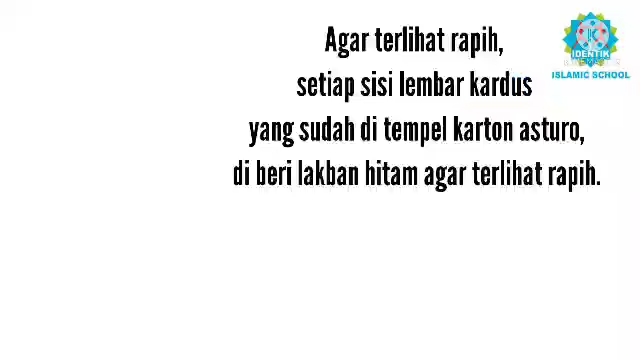 Agar terlihat rapih,
setiap sisi lembar kardus
yang sudah di tempel karton asturo,
di beri lakban hitam agar terlihat rapih.
IDENTIK
ISLAMIC SCHOOL